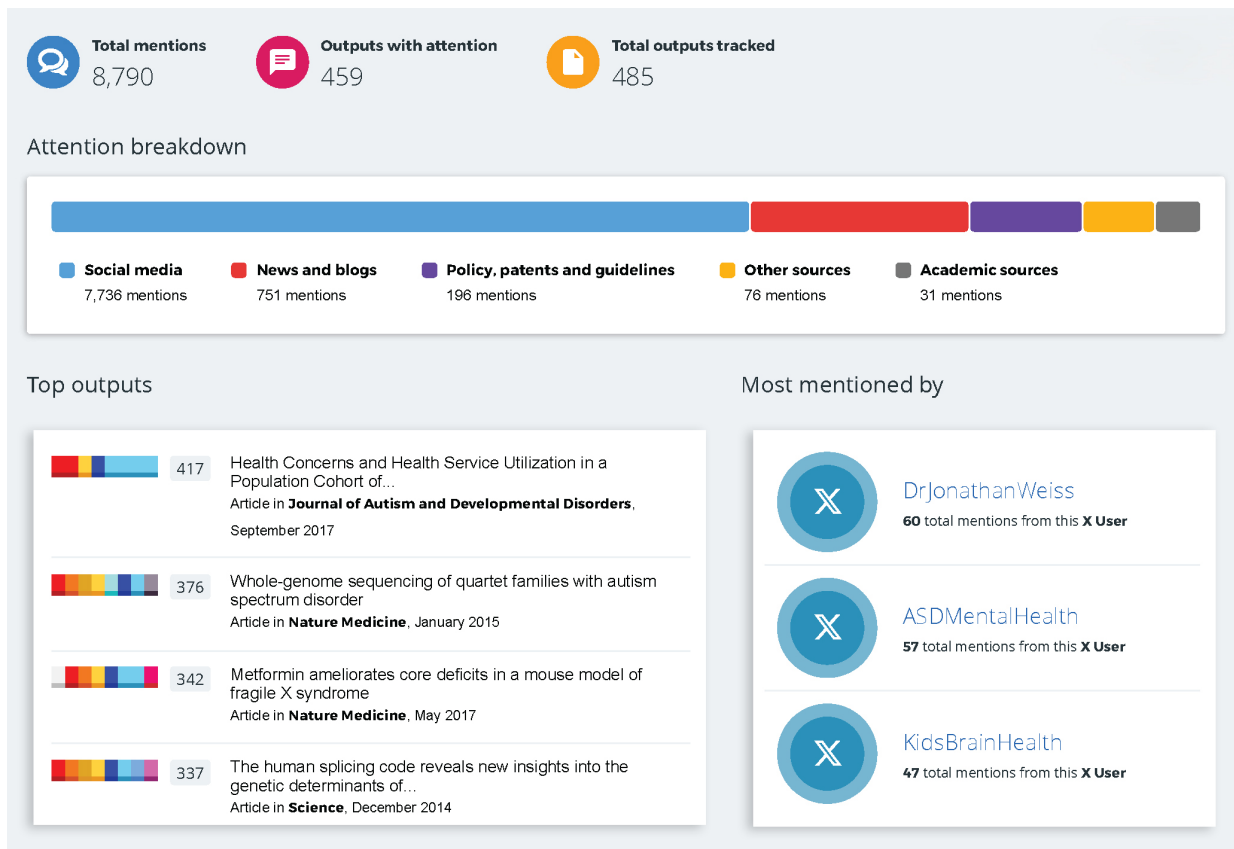 Total mentions
8,790
Outputs with attention
459
Total outputs tracked
485
Attention breakdown
Social media
7,736 mentions
News and blogs
751 mentions
Policy, patents and guidelines
196 mentions
Other sources
76 mentions
Academic sources
31 mentions
Top outputs
417
Health Concerns and Health Service Utilization in a
Population Cohort of...
Article in Journal of Autism and Developmental Disorders,
September 2017
376
Whole-genome sequencing of quartet families with autism
spectrum disorder
Article in Nature Medicine, January 2015
342
Metformin ameliorates core deficits in a mouse model of
fragile X syndrome
Article in Nature Medicine, May 2017
337
The human splicing code reveals new insights into the
genetic determinants of...
Article in Science, December 2014
Most mentioned by
X
DrJonathanWeiss
60 total mentions from this X User
X
ASDMentalHealth
57 total mentions from this X User
X
KidsBrainHealth
47 total mentions from this X User